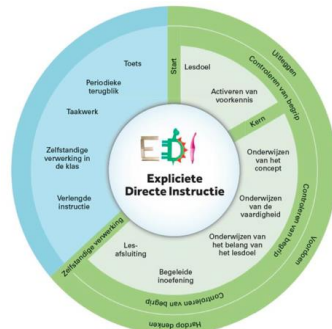 Uitleggen
Controleren van begrip
Start
Lesdoel
Activeren van
voorkennis
Kern
Onderwijzen
van het
concept
Onderwijzen
van de
vaardigheid
Onderwijzen
van het belang van
het lesdoel
Controleren van begrip
Voordoen
Begeleide
inoefening
Les-
afsluiting
Controleren van begrip
Hardop denken
Zelfstandige verwerking
Verlengde
instructie
Zelfstandige
verwerking in
de klas
Taakwerk
Periodieke
terugblik
Toets
EDI
Expliciete
Directe Instructie